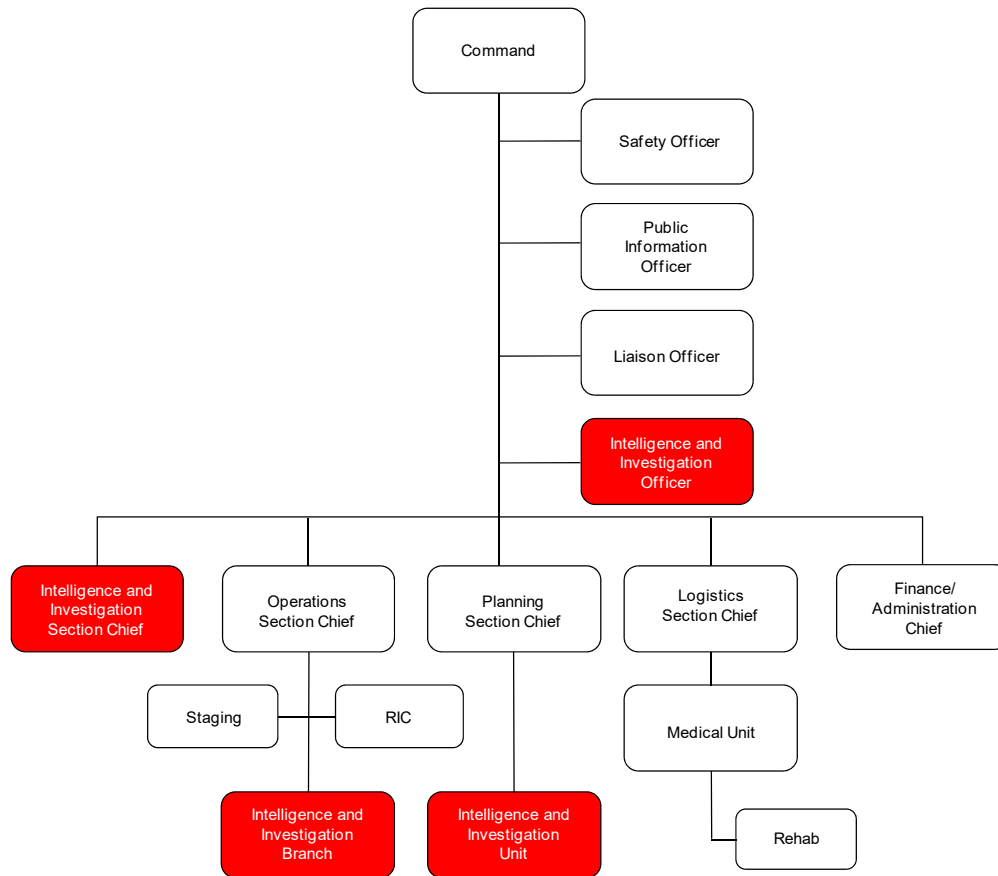 Command
Safety Officer
Public
Information
Officer
Liaison Officer
Intelligence and
Investigation
Officer
Intelligence and
Investigation
Section Chief
Operations
Section Chief
Planning
Section Chief
Logistics
Section Chief
Finance/
Administration
Chief
Staging
RIC
Medical Unit
Intelligence and
Investigation
Branch
Intelligence and
Investigation
Unit
Rehab